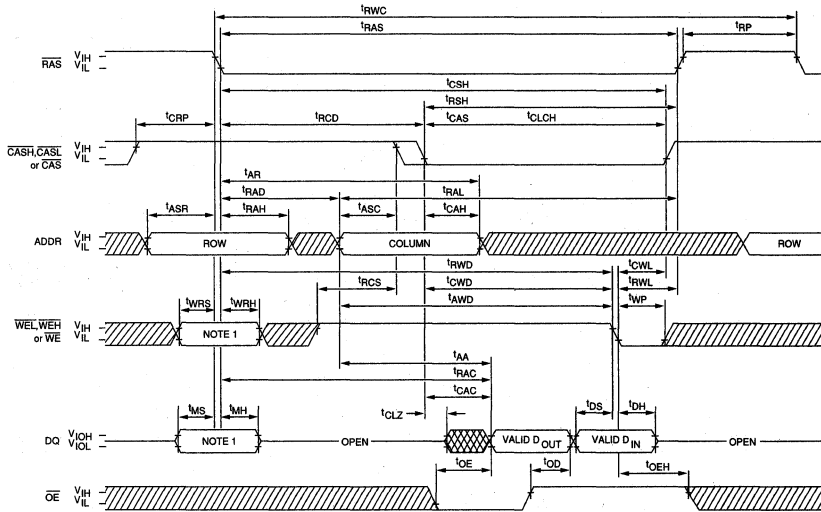 tRWC
tRAS
tRP
RAS VIH VIL
tCSH
tRSH
tCRP
tRCD
tCAS
tCLCH
CASH,CASL or CAS VIH VIL
tAR
tRAD
tRAL
tASR
tRAH
tASC
tCAH
ADDR VIH VIL
ROW
COLUMN
ROW
tRWD
tCWL
tRCS
tCWD
tRWL
tWRS
tWRH
tAWD
tWP
WEL,WEH or WE VIH VIL
NOTE 1
tAA
tRAC
tCAC
tMS
tMH
tCLZ
tDS
tDH
DQ VIOH VIOL
NOTE 1
OPEN
VALID DOUT
VALID DIN
OPEN
tOE
tOD
tOEH
OE VIH VIL